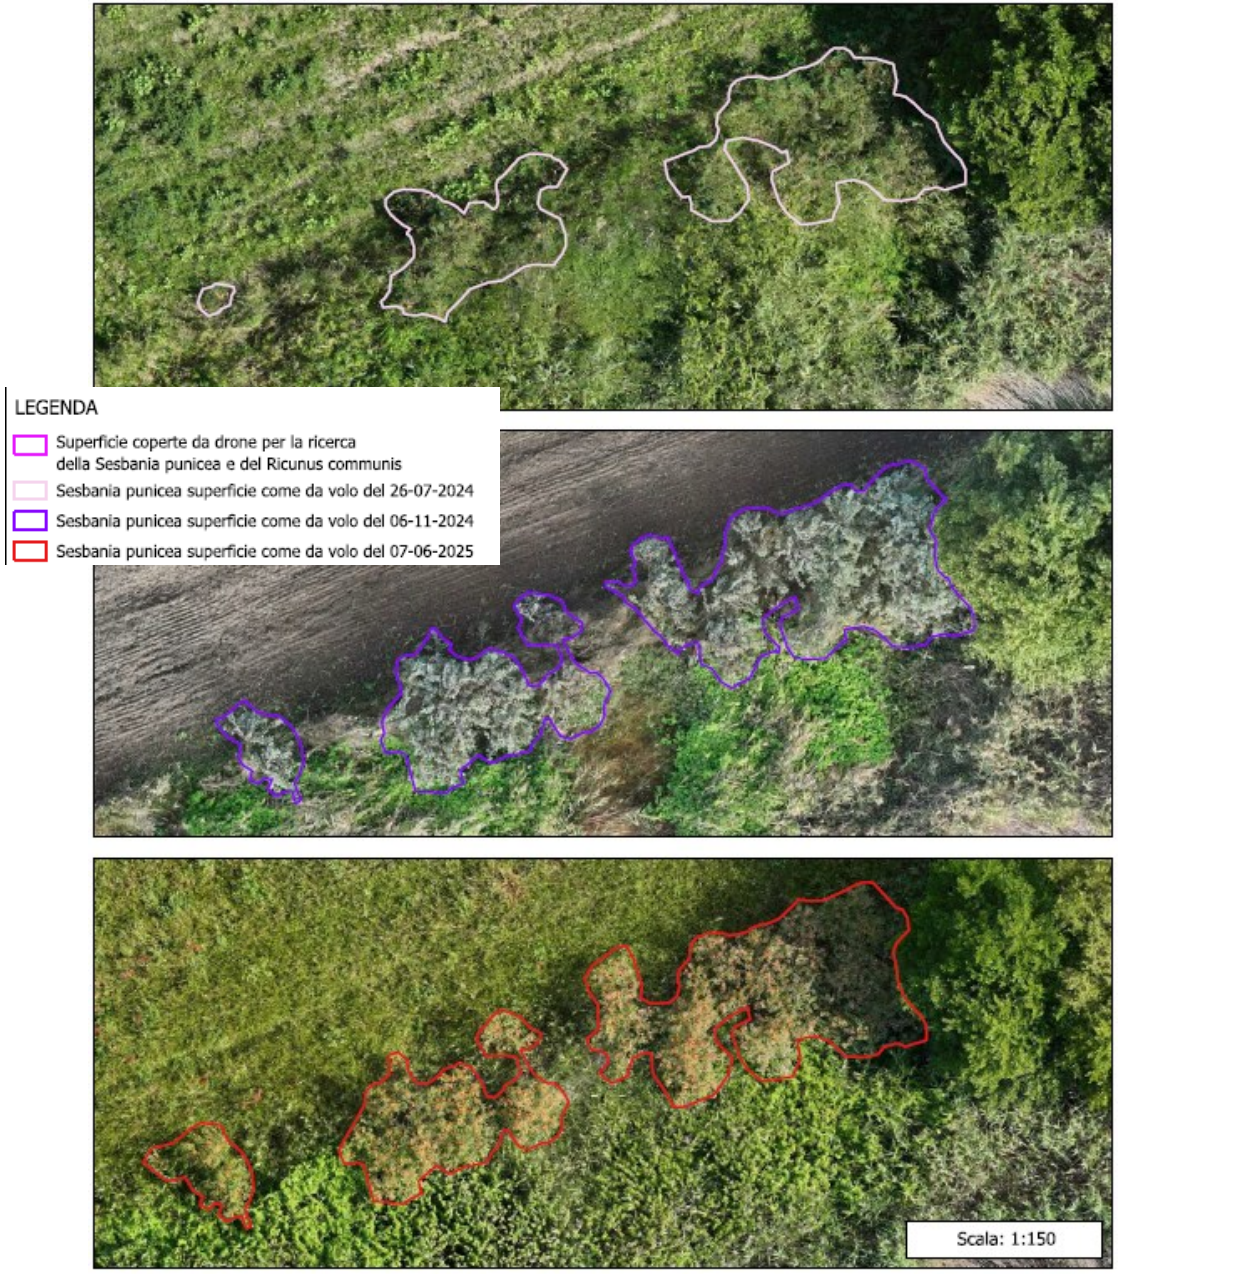 LEGENDA
Superficie coperte da drone per la ricerca
della Sesbania punicea e del Ricunus communis
Sesbania punicea superficie come da volo del 26-07-2024
Sesbania punicea superficie come da volo del 06-11-2024
Sesbania punicea superficie come da volo del 07-06-2025
Scala: 1:150